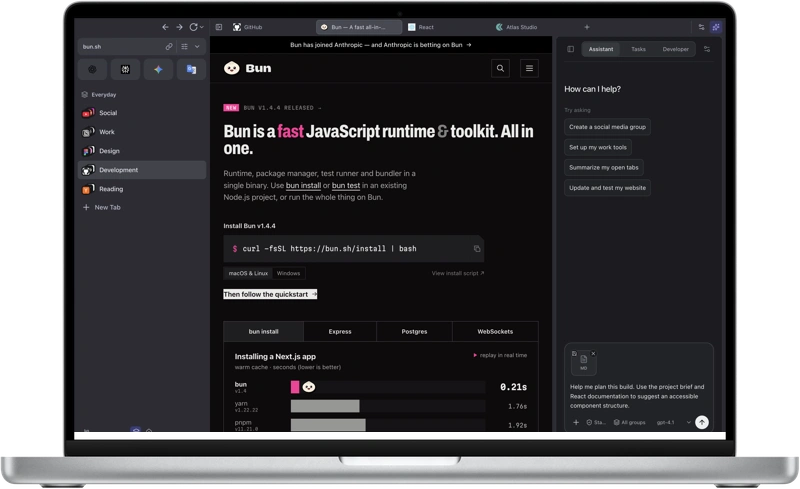 GitHub
Bun — A fast all-in-...
React
Atlas Studio
bun.sh
Everyday
Social
Work
Design
Development
Reading
New Tab
Bun has joined Anthropic — and Anthropic is betting on Bun →
Bun
NEW BUN V1.4.4 RELEASED →
Bun is a fast JavaScript runtime & toolkit. All in
one.
Runtime, package manager, test runner and bundler in a
single binary. Use bun install or bun test in an existing
Node.js project, or run the whole thing on Bun.
Install Bun v1.4.4
$ curl -fsSL https://bun.sh/install | bash
macOS & Linux Windows
View install script ↗
Then follow the quickstart →
bun install Express Postgres WebSockets
Installing a Next.js app
replay in real time
warm cache · seconds (lower is better)
bun
v1.4
0.21s
yarn
v1.22.22
1.76s
pnpm
v11.21.0
1.92s
Assistant Tasks Developer
How can I help?
Try asking
Create a social media group
Set up my work tools
Summarize my open tabs
Update and test my website
MD
Help me plan this build. Use the project brief and
React documentation to suggest an accessible
component structure.
Sta... All groups gpt-4.1